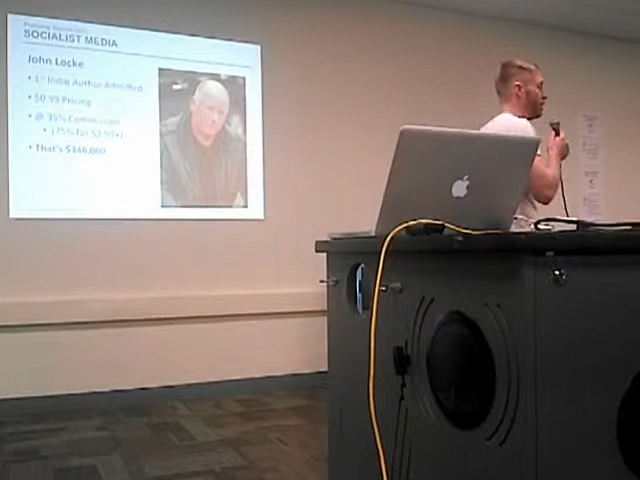 SOCIALIST MEDIA
John Locke
• 1st Indie Author Admitted
• $0.99 Pricing
• @ 35% Commission
• (75% for $2.99+)
• That's $346,000